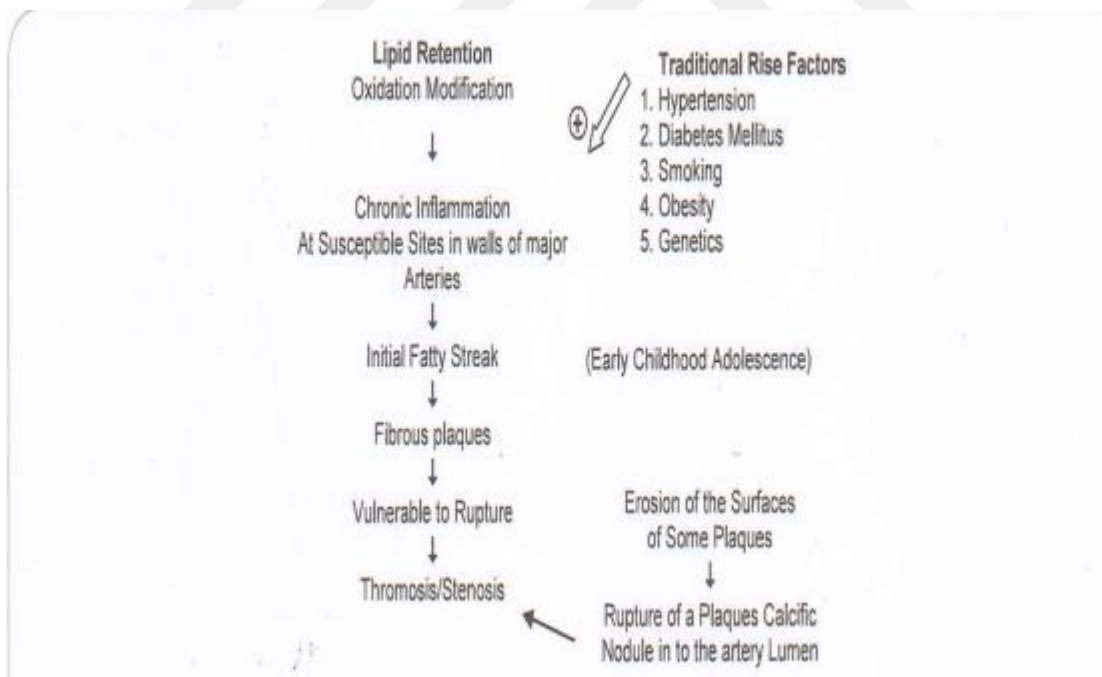 Lipid Retention
Oxidation Modification
Chronic Inflammation
At Susceptible Sites in walls of major
Arteries
Initial Fatty Streak
Fibrous plaques
Vulnerable to Rupture
Thromosis/Stenosis
Traditional Rise Factors
1. Hypertension
2. Diabetes Mellitus
3. Smoking
4. Obesity
5. Genetics
(Early Childhood Adolescence)
Erosion of the Surfaces
of Some Plaques
Rupture of a Plaques Calcific
Nodule in to the artery Lumen